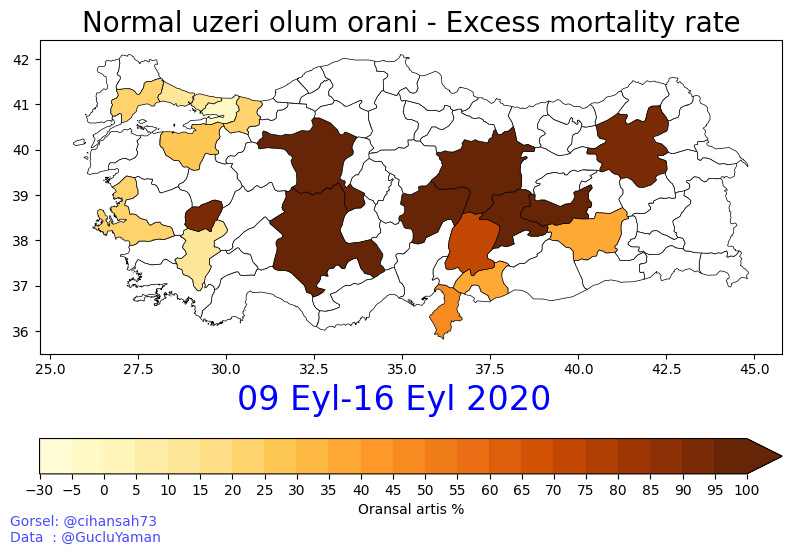 Normal uzeri olum orani - Excess mortality rate
42
41
40
39
38
37
36
25.0 27.5 30.0 32.5 35.0 37.5 40.0 42.5 45.0
09 Eyl-16 Eyl 2020
−30 −5 0 5 10 15 20 25 30 35 40 45 50 55 60 65 70 75 80 85 90 95 100
Oransal artis %
Gorsel: @cihansah73
Data : @GucluYaman